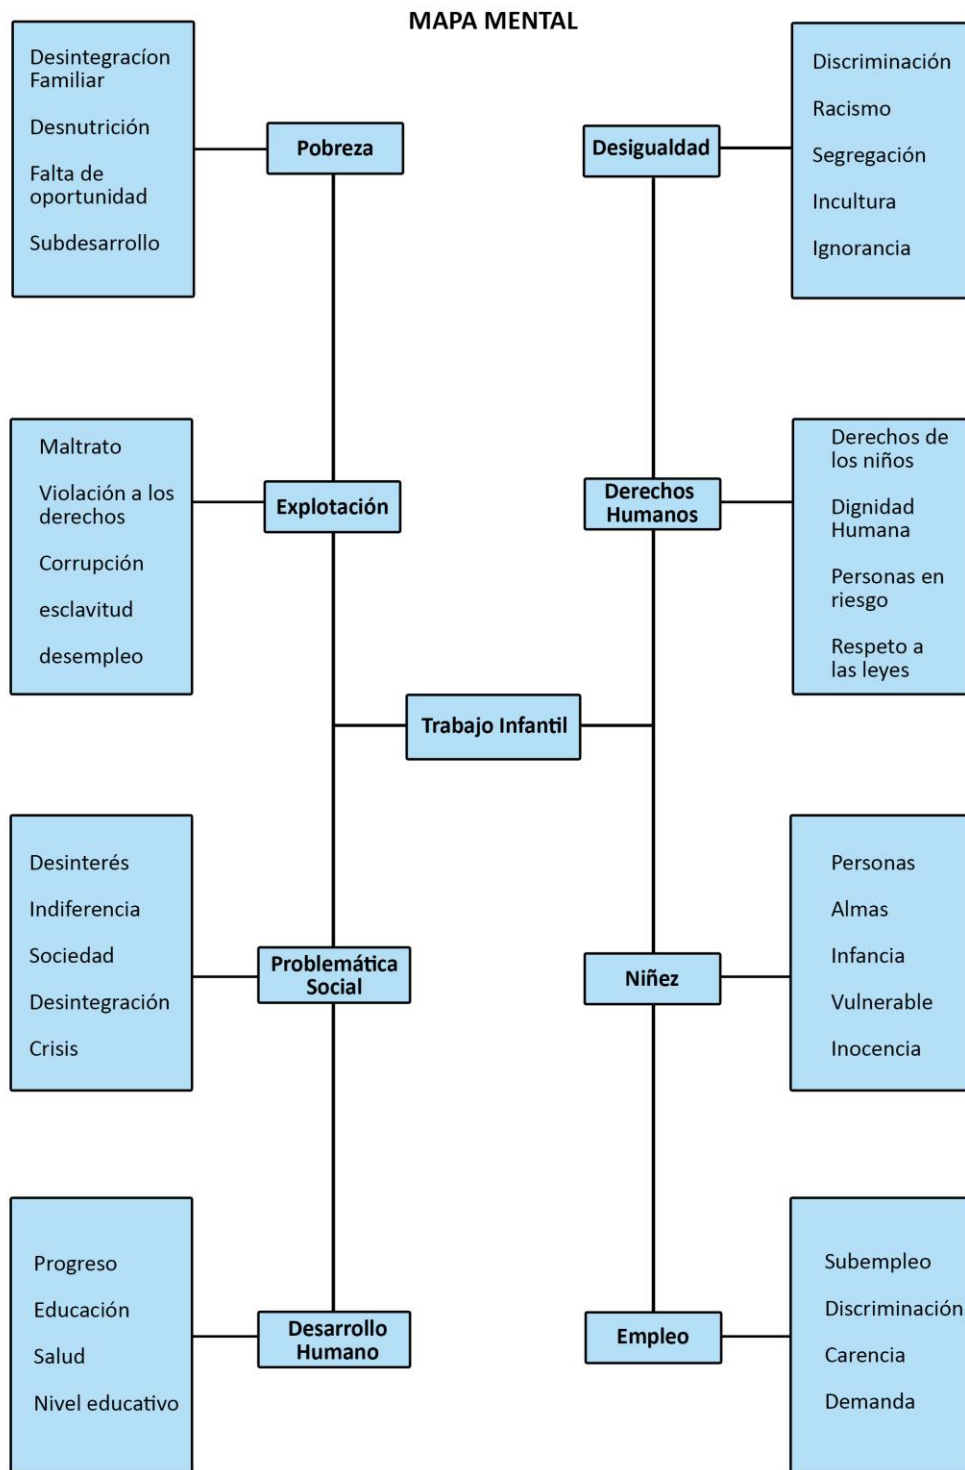 MAPA MENTAL
Desintegracíon
Familiar
Desnutrición
Falta de
oportunidad
Subdesarrollo
Pobreza
Desigualdad
Discriminación
Racismo
Segregación
Incultura
Ignorancia
Maltrato
Violación a los
derechos
Corrupción
esclavitud
desempleo
Explotación
Derechos
Humanos
Derechos de
los niños
Dignidad
Humana
Personas en
riesgo
Respeto a
las leyes
Trabajo Infantil
Desinterés
Indiferencia
Sociedad
Desintegración
Crisis
Problemática
Social
Niñez
Personas
Almas
Infancia
Vulnerable
Inocencia
Progreso
Educación
Salud
Nivel educativo
Desarrollo
Humano
Empleo
Subempleo
Discriminación
Carencia
Demanda